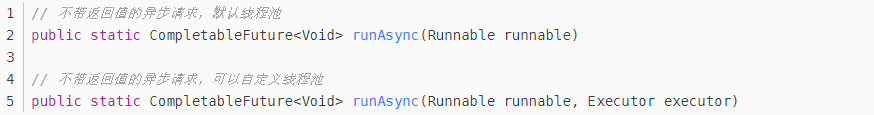 1 // 不带返回值的异步请求，默认线程池
2 public static CompletableFuture<Void> runAsync(Runnable runnable)
3
4 // 不带返回值的异步请求，可以自定义线程池
5 public static CompletableFuture<Void> runAsync(Runnable runnable, Executor executor)